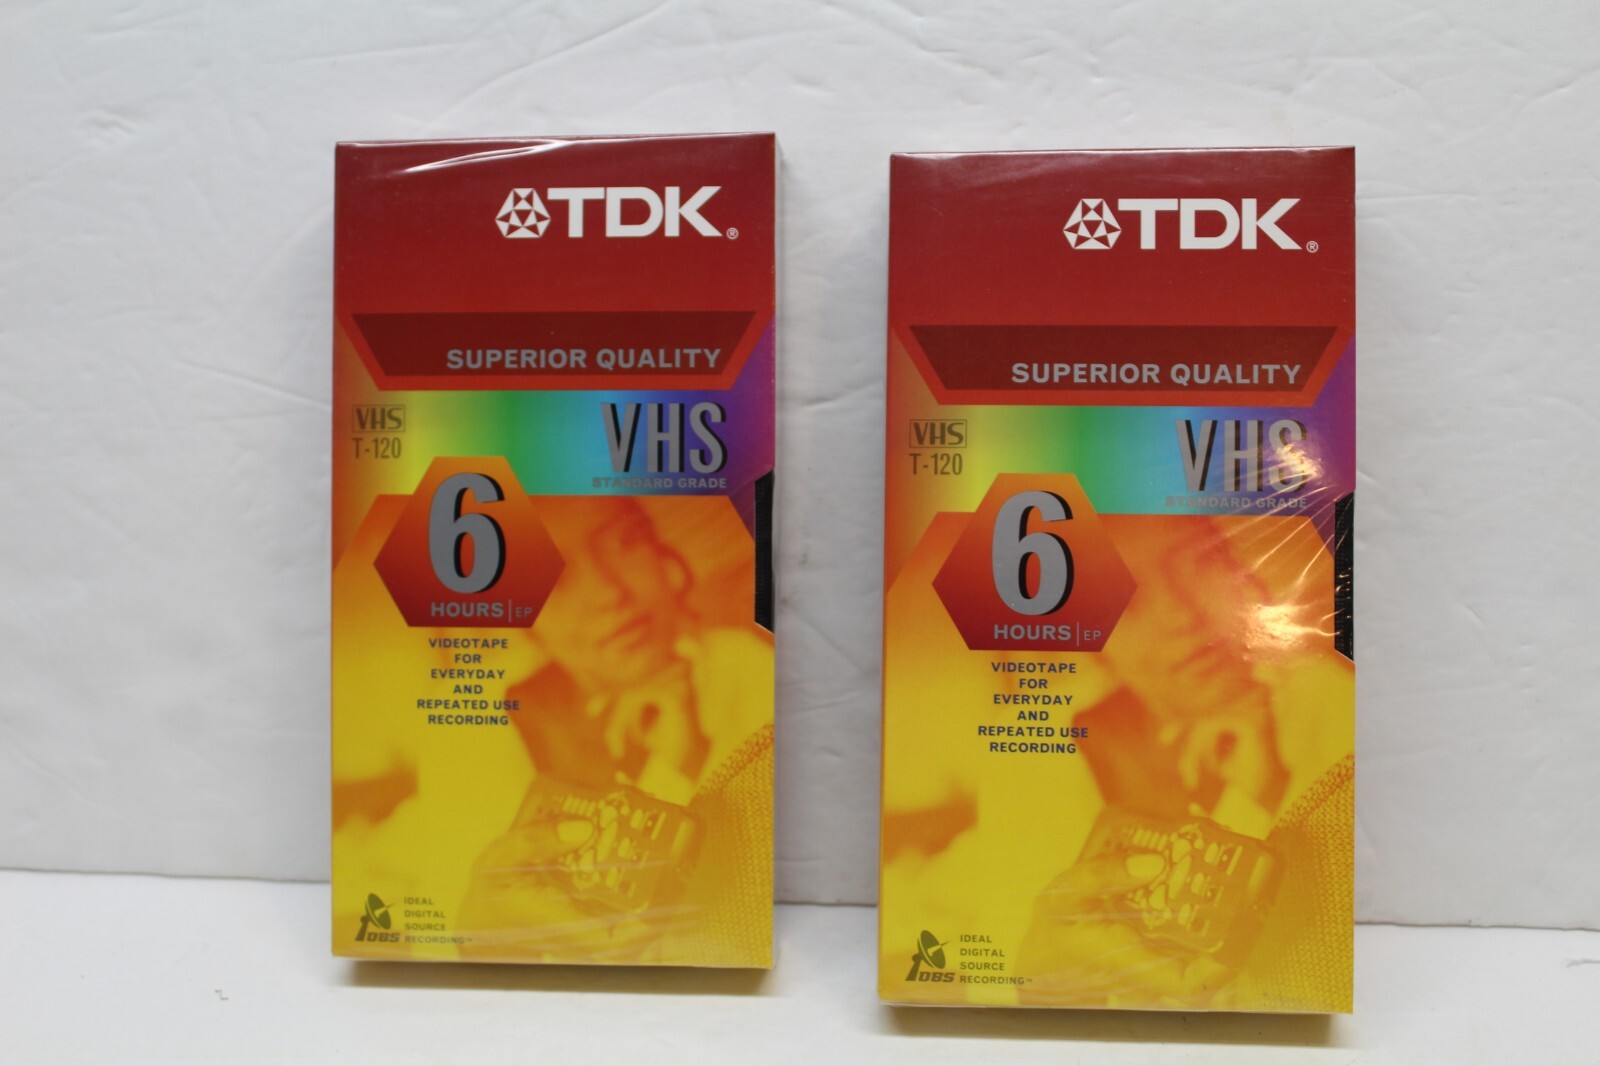 TDK®
SUPERIOR QUALITY
VHS
T-120
VHS
STANDARD GRADE
6
HOURS | EP
VIDEOTAPE
FOR
EVERYDAY
AND
REPEATED USE
RECORDING
IDBS
IDEAL
DIGITAL
SOURCE
RECORDING™
TDK®
SUPERIOR QUALITY
VHS
T-120
VHS
STANDARD GRADE
6
HOURS | EP
VIDEOTAPE
FOR
EVERYDAY
AND
REPEATED USE
RECORDING
IDBS
IDEAL
DIGITAL
SOURCE
RECORDING™